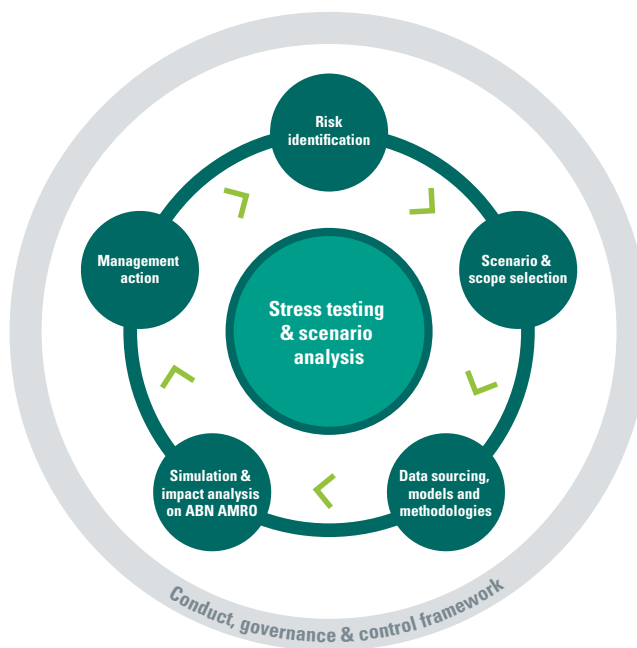 Risk
identification
Scenario &
scope selection
Data sourcing,
models and
methodologies
Simulation &
impact analysis
on ABN AMRO
Management
action
Stress testing
& scenario
analysis
Conduct, governance & control framework